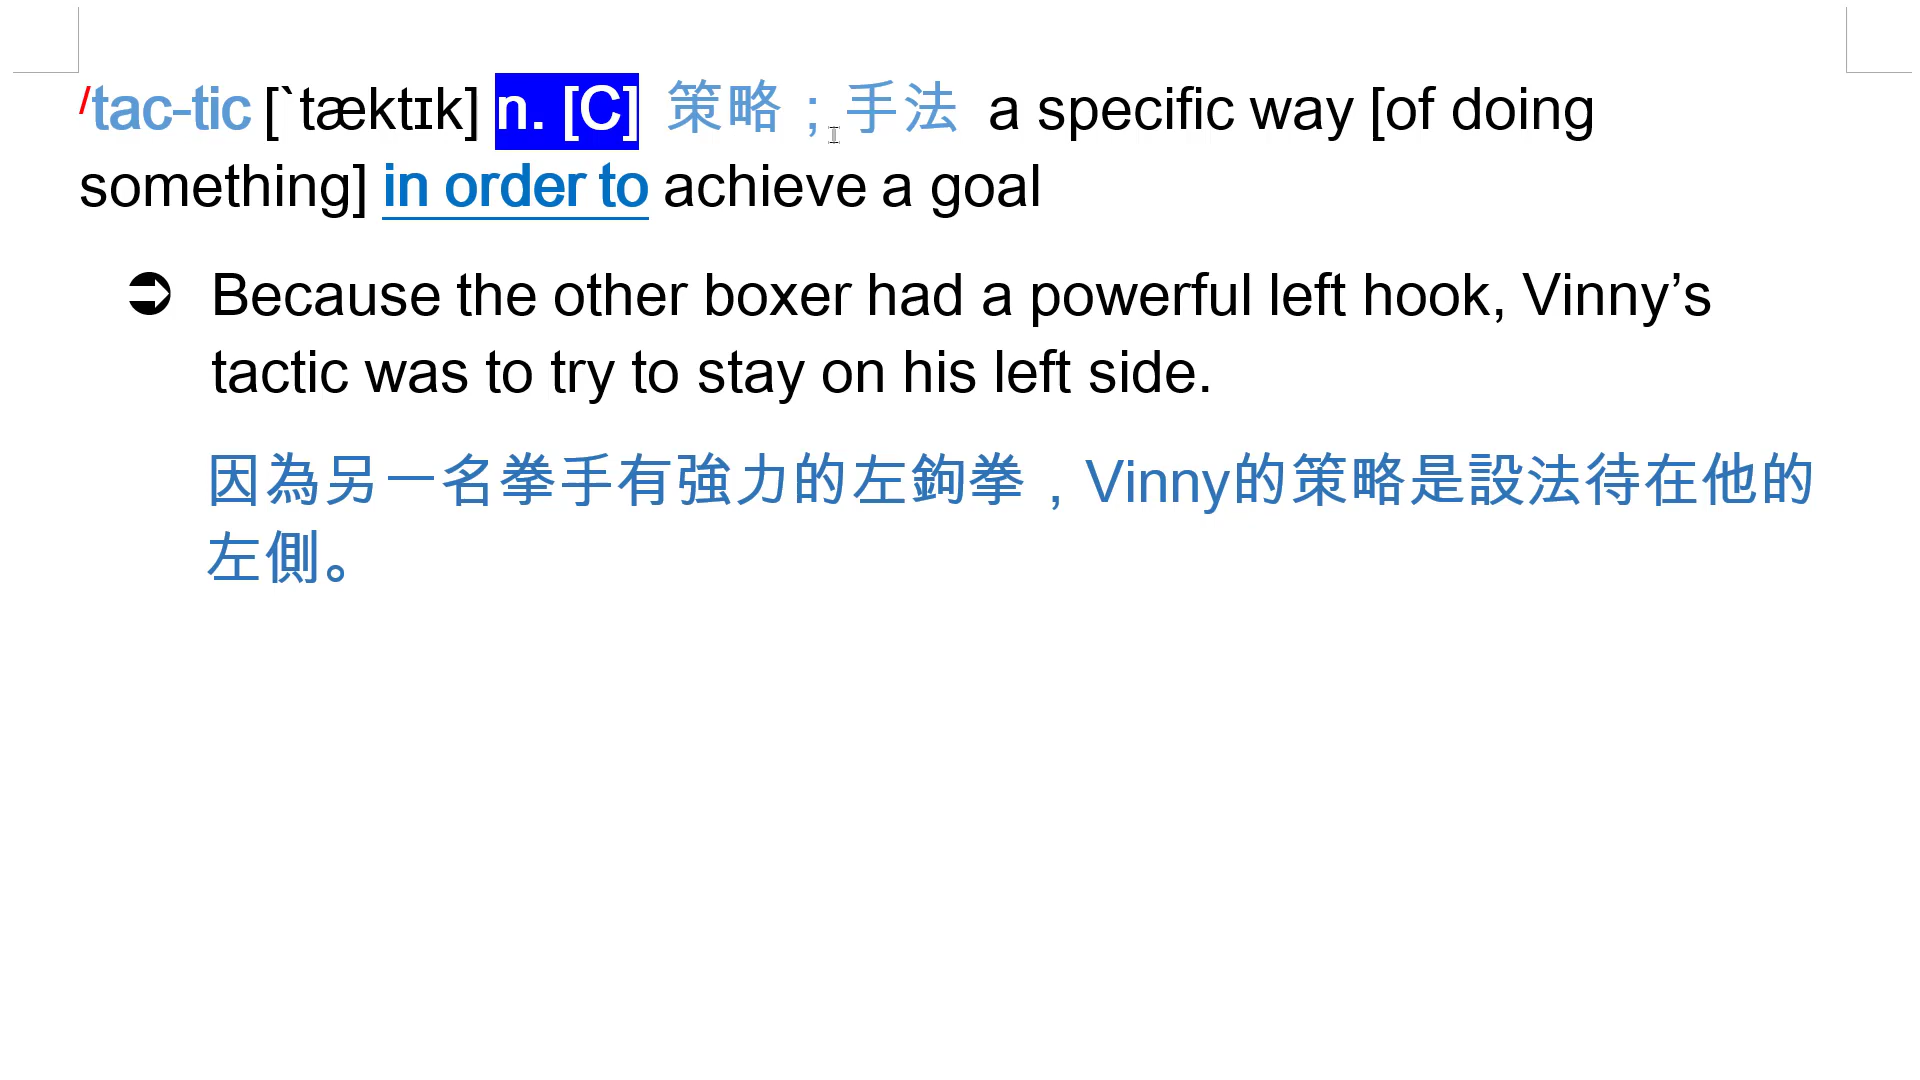 /tac-tic [ˋtæktɪk] n. [C] 策略；手法 a specific way [of doing
something] in order to achieve a goal
➲ Because the other boxer had a powerful left hook, Vinny’s
tactic was to try to stay on his left side.
因為另一名拳手有強力的左鉤拳，Vinny的策略是設法待在他的
左側。